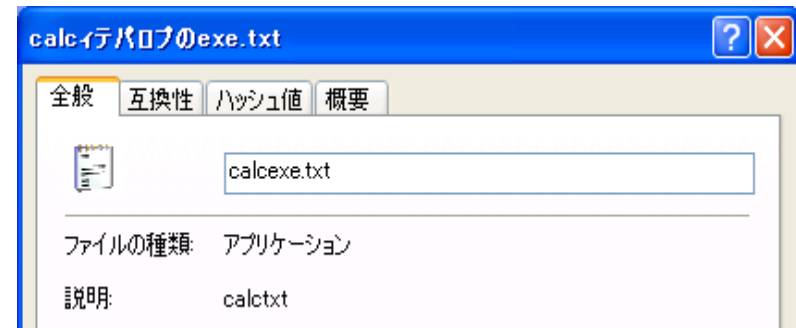 calcィテパロプのexe.txt
全般 互換性 ハッシュ値 概要
calcexe.txt
ファイルの種類: アプリケーション
説明: calctxt